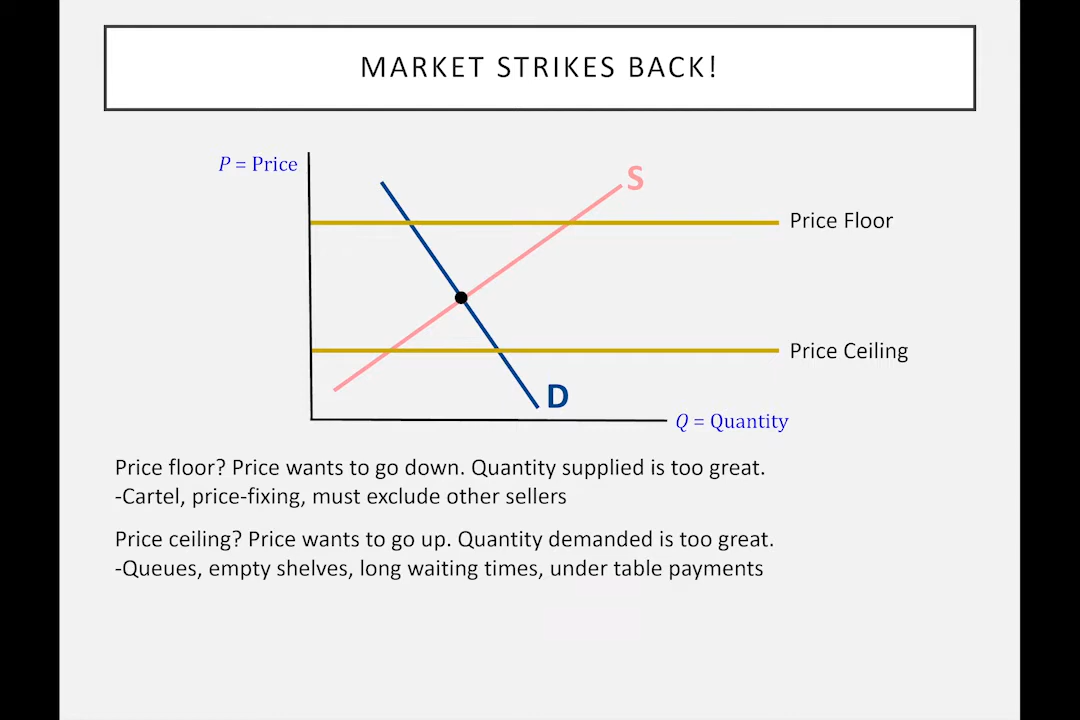 MARKET STRIKES BACK!
P = Price
S
Price Floor
Price Ceiling
D
Q = Quantity
Price floor? Price wants to go down. Quantity supplied is too great.
-Cartel, price-fixing, must exclude other sellers
Price ceiling? Price wants to go up. Quantity demanded is too great.
-Queues, empty shelves, long waiting times, under table payments